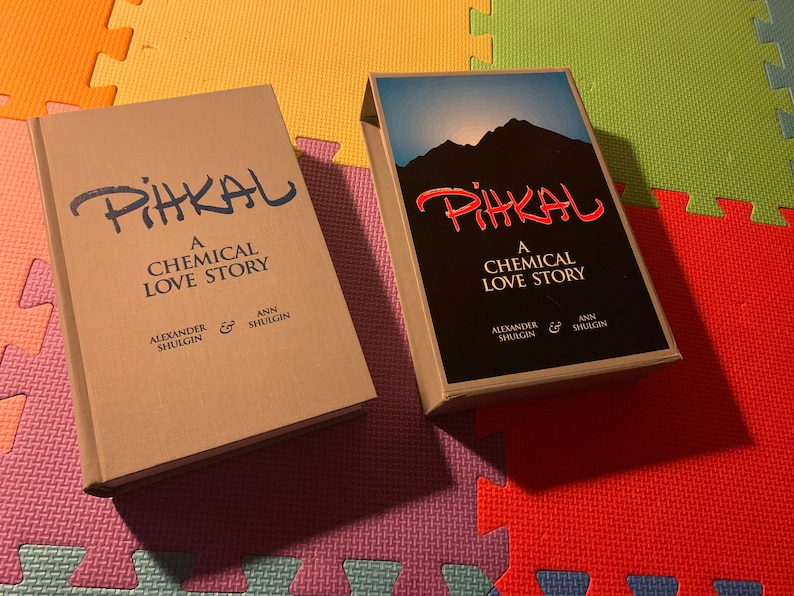 PiHKAL
A
CHEMICAL
LOVE STORY
ALEXANDER
SHULGIN
&
ANN
SHULGIN
PiHKAL
A
CHEMICAL
LOVE STORY
ALEXANDER
SHULGIN
&
ANN
SHULGIN